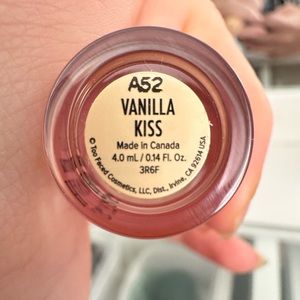 A52
VANILLA
KISS
Made in Canada
4.0 mL / 0.14 Fl. Oz.
3R6F
© Too Faced Cosmetics, LLC, Dist., Irvine, CA 92614 USA